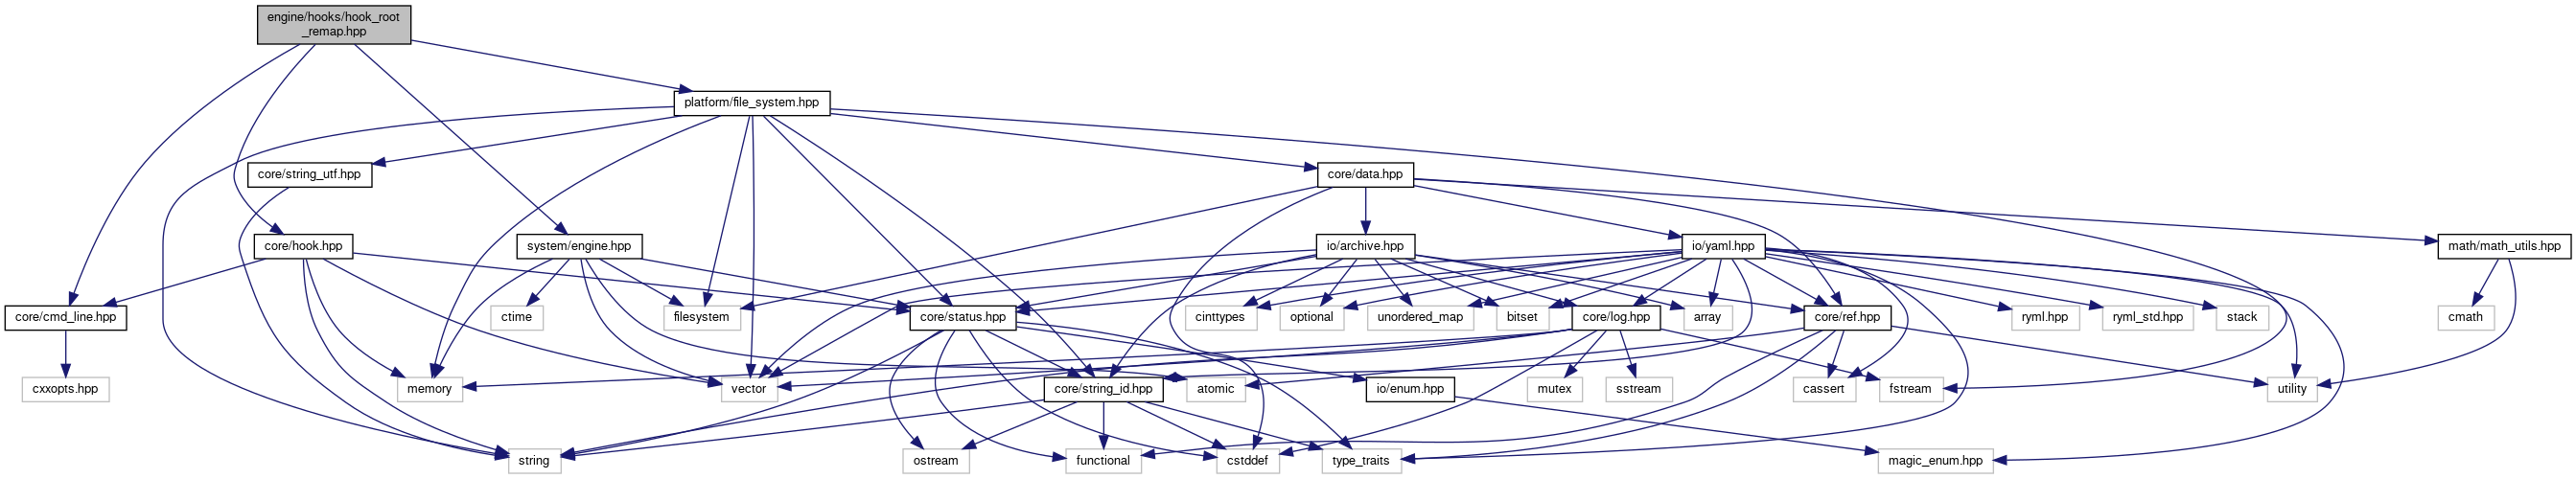 engine/hooks/hook_root
_remap.hpp
platform/file_system.hpp
core/string_utf.hpp
core/data.hpp
core/hook.hpp
system/engine.hpp
io/archive.hpp
io/yaml.hpp
math/math_utils.hpp
core/cmd_line.hpp
ctime
filesystem
core/status.hpp
cinttypes
optional
unordered_map
bitset
core/log.hpp
array
core/ref.hpp
ryml.hpp
ryml_std.hpp
stack
cmath
cxxopts.hpp
memory
vector
core/string_id.hpp
atomic
io/enum.hpp
mutex
sstream
cassert
fstream
utility
string
ostream
functional
cstddef
type_traits
magic_enum.hpp